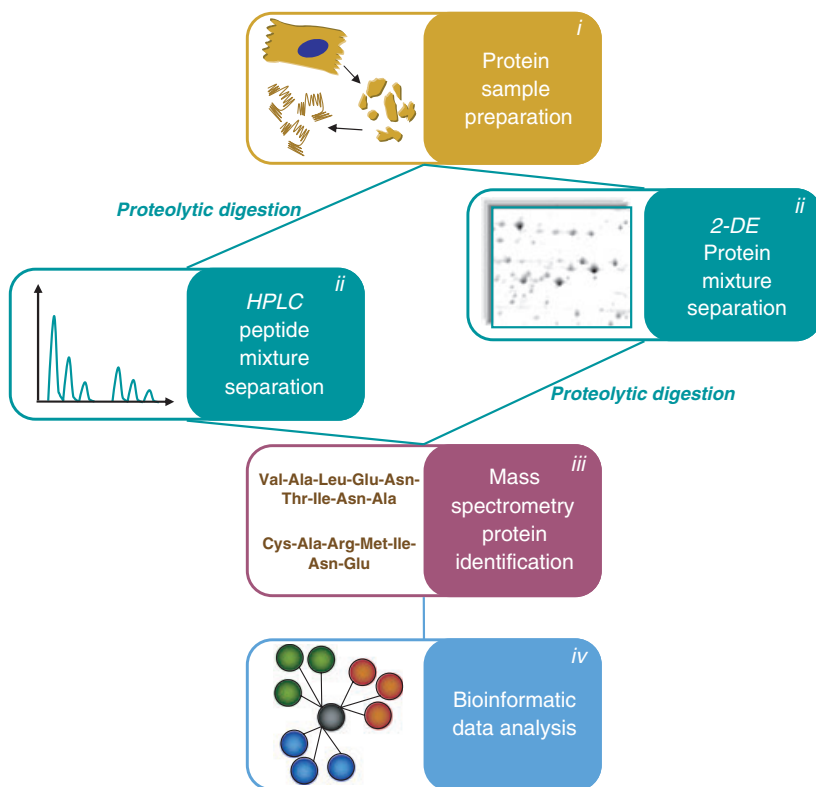 i
Protein
sample
preparation
Proteolytic digestion
ii
2-DE
Protein
mixture
separation
ii
HPLC
peptide
mixture
separation
Proteolytic digestion
iii
Val-Ala-Leu-Glu-Asn-
Thr-Ile-Asn-Ala
Cys-Ala-Arg-Met-Ile-
Asn-Glu
Mass
spectrometry
protein
identification
iv
Bioinformatic
data analysis